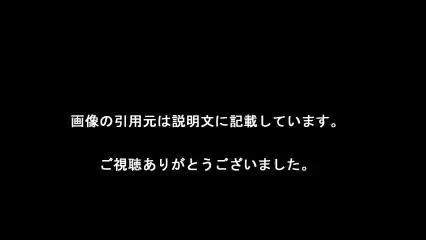 画像の引用元は説明文に記載しています。
ご視聴ありがとうございました。